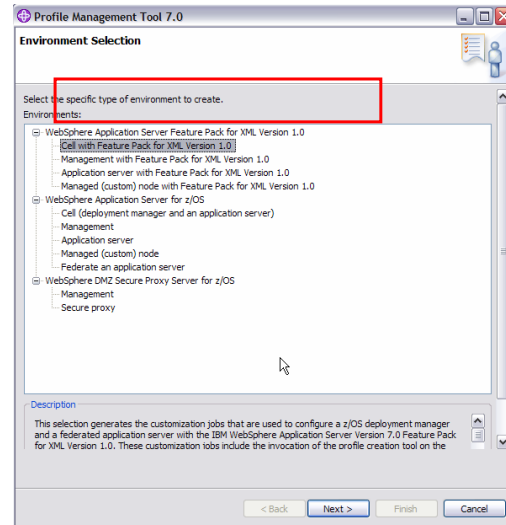 Profile Management Tool 7.0
Environment Selection
Select the specific type of environment to create.
Environments:
WebSphere Application Server Feature Pack for XML Version 1.0
Cell with Feature Pack for XML Version 1.0
Management with Feature Pack for XML Version 1.0
Application server with Feature Pack for XML Version 1.0
Managed (custom) node with Feature Pack for XML Version 1.0
WebSphere Application Server for z/OS
Cell (deployment manager and an application server)
Management
Application server
Managed (custom) node
Federate an application server
WebSphere DMZ Secure Proxy Server for z/OS
Management
Secure proxy
Description
This selection generates the customization jobs that are used to configure a z/OS deployment manager
and a federated application server with the IBM WebSphere Application Server Version 7.0 Feature Pack
for XML Version 1.0. These customization jobs include the invocation of the profile creation tool on the
< Back Next > Finish Cancel